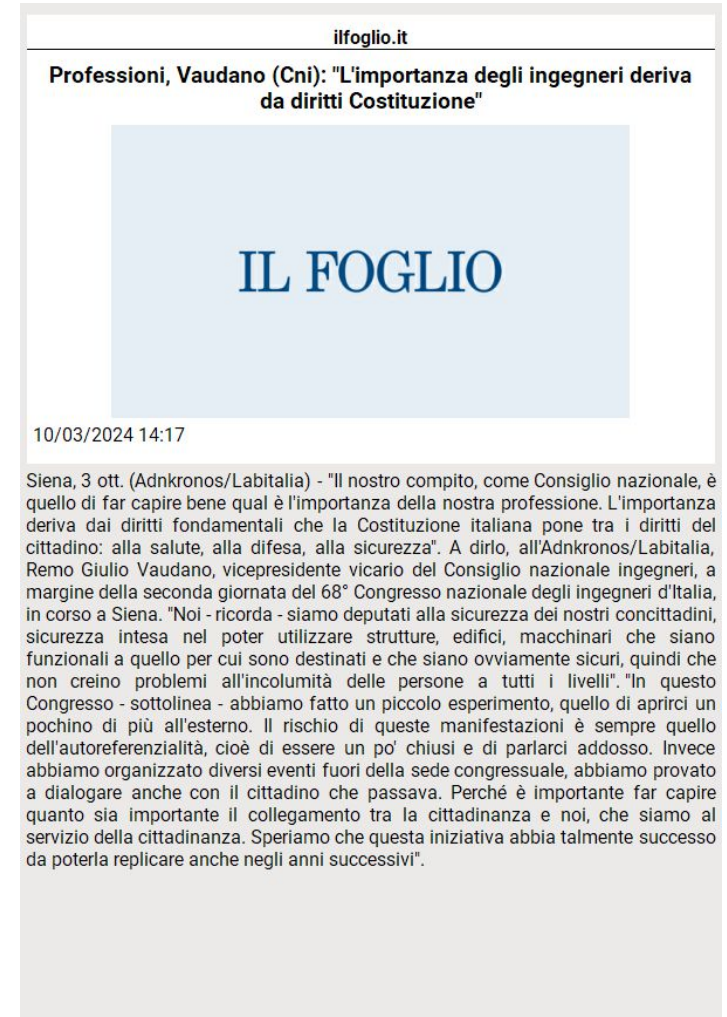 ilfoglio.it
Professioni, Vaudano (Cni): "L'importanza degli ingegneri deriva
da diritti Costituzione"
IL FOGLIO
10/03/2024 14:17
Siena, 3 ott. (Adnkronos/Labitalia) - "Il nostro compito, come Consiglio nazionale, è
quello di far capire bene qual è l'importanza della nostra professione. L'importanza
deriva dai diritti fondamentali che la Costituzione italiana pone tra i diritti del
cittadino: alla salute, alla difesa, alla sicurezza". A dirlo, all'Adnkronos/Labitalia,
Remo Giulio Vaudano, vicepresidente vicario del Consiglio nazionale ingegneri, a
margine della seconda giornata del 68° Congresso nazionale degli ingegneri d'Italia,
in corso a Siena. "Noi - ricorda - siamo deputati alla sicurezza dei nostri concittadini,
sicurezza intesa nel poter utilizzare strutture, edifici, macchinari che siano
funzionali a quello per cui sono destinati e che siano ovviamente sicuri, quindi che
non creino problemi all'incolumità delle persone a tutti i livelli". "In questo
Congresso - sottolinea - abbiamo fatto un piccolo esperimento, quello di aprirci un
pochino di più all'esterno. Il rischio di queste manifestazioni è sempre quello
dell'autoreferenzialità, cioè di essere un po' chiusi e di parlarci addosso. Invece
abbiamo organizzato diversi eventi fuori della sede congressuale, abbiamo provato
a dialogare anche con il cittadino che passava. Perché è importante far capire
quanto sia importante il collegamento tra la cittadinanza e noi, che siamo al
servizio della cittadinanza. Speriamo che questa iniziativa abbia talmente successo
da poterla replicare anche negli anni successivi".